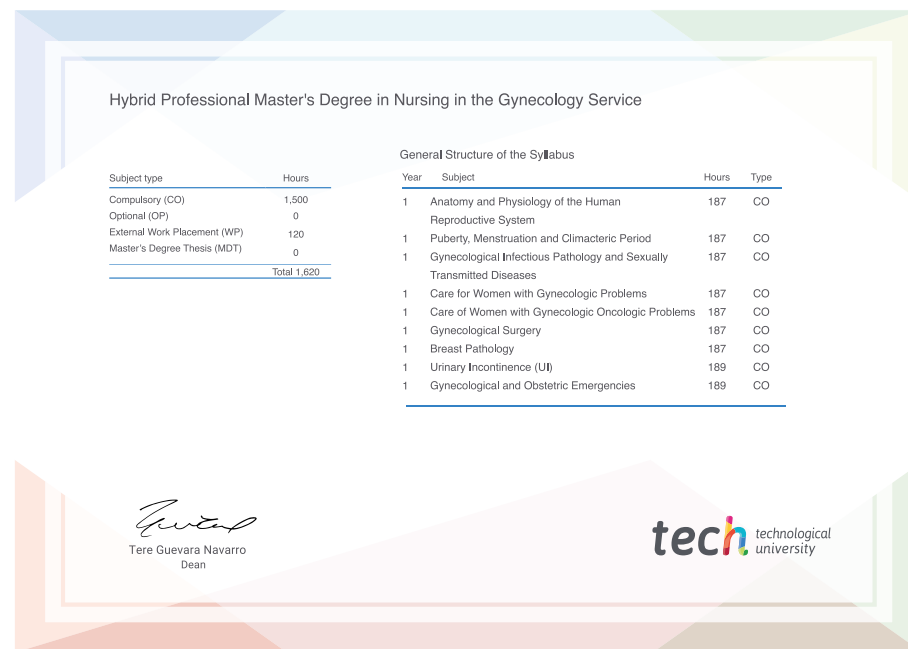 Hybrid Professional Master's Degree in Nursing in the Gynecology Service
Subject type Hours
Compulsory (CO) 1,500
Optional (OP) 0
External Work Placement (WP) 120
Master's Degree Thesis (MDT) 0
Total 1,620
General Structure of the Syllabus
Year Subject Hours Type
1 Anatomy and Physiology of the Human 187 CO
Reproductive System
1 Puberty, Menstruation and Climacteric Period 187 CO
1 Gynecological Infectious Pathology and Sexually 187 CO
Transmitted Diseases
1 Care for Women with Gynecologic Problems 187 CO
1 Care of Women with Gynecologic Oncologic Problems 187 CO
1 Gynecological Surgery 187 CO
1 Breast Pathology 187 CO
1 Urinary Incontinence (UI) 189 CO
1 Gynecological and Obstetric Emergencies 189 CO
Tere Guevara Navarro
Dean
tech technological
university